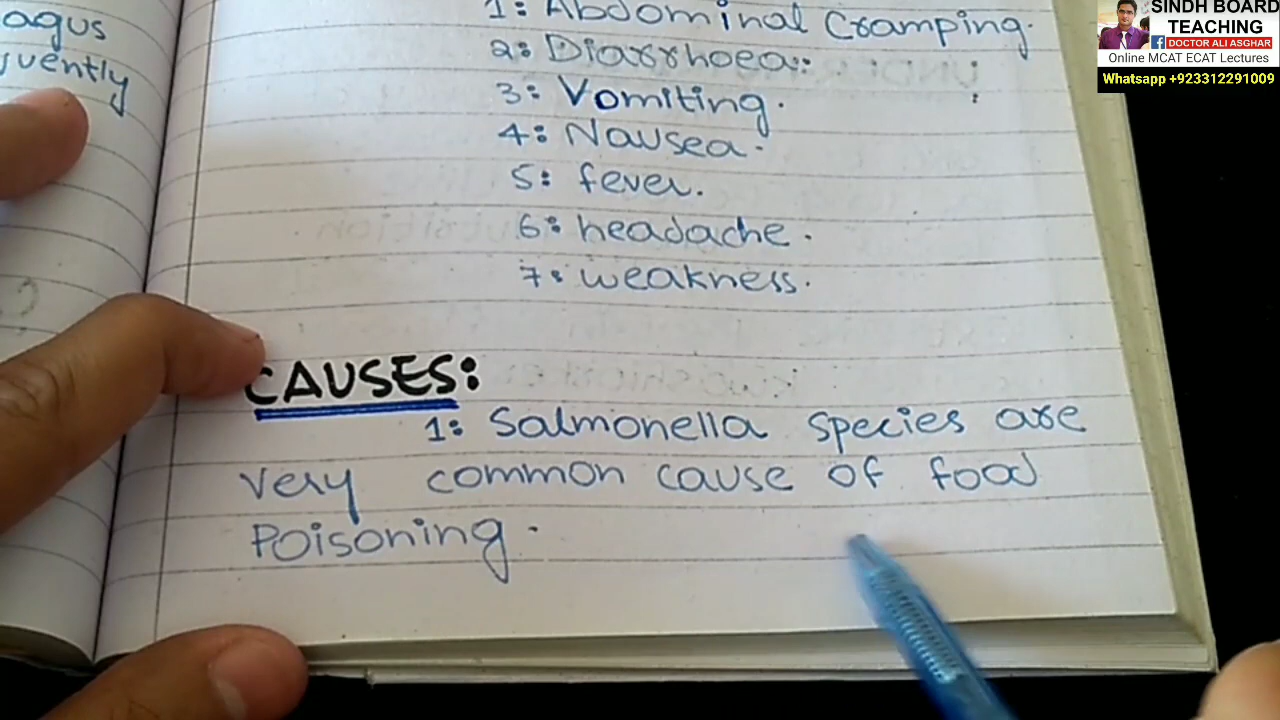 agus
quently
1: Abdominal Cramping.
2: Diarrhoea::
3: Vomiting.
4: Nausea.
5: fever.
6: headache.
7: weakness.
CAUSES:
1: Salmonella species are
very common cause of food
Poisoning.
SINDH BOARD
TEACHING
DOCTOR ALI ASGHAR
Online MCAT ECAT Lectures
Whatsapp +923312291009